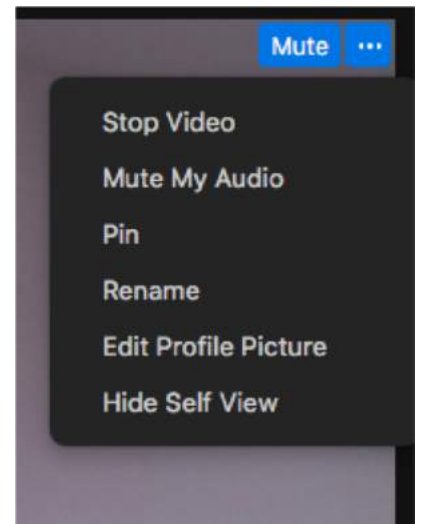 Mute ...
Stop Video
Mute My Audio
Pin
Rename
Edit Profile Picture
Hide Self View